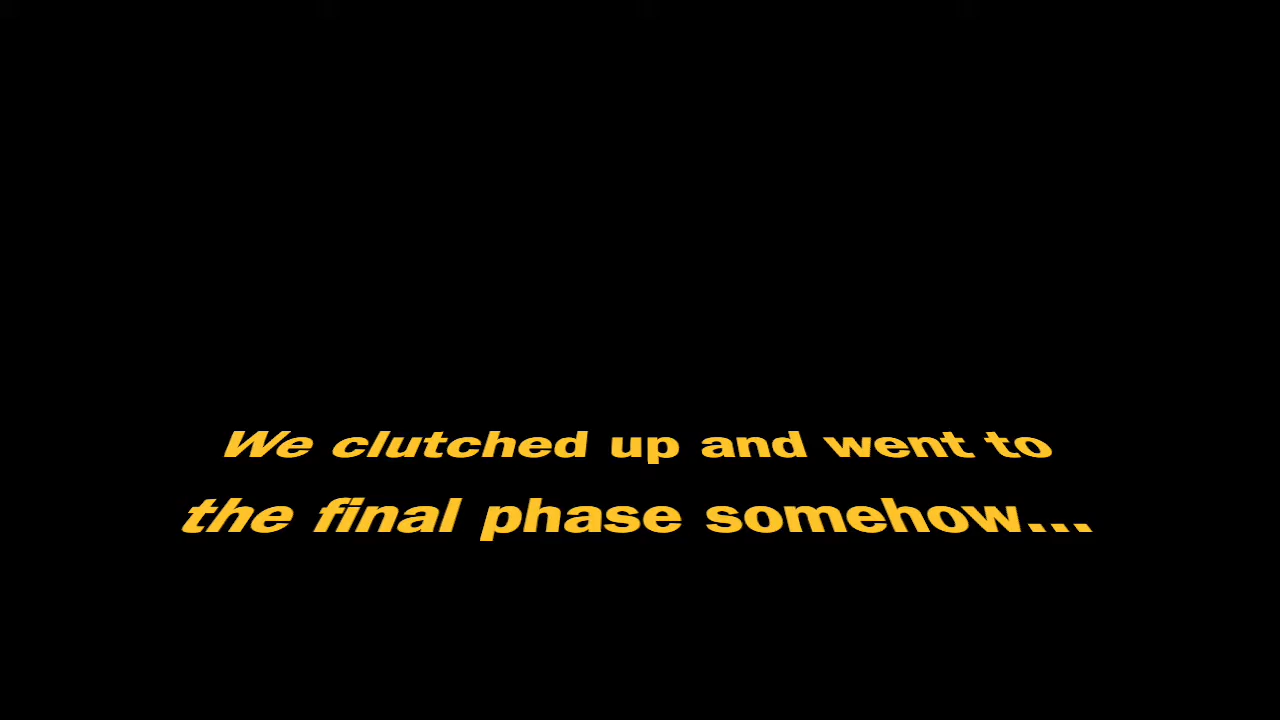 We clutched up and went to
the final phase somehow...